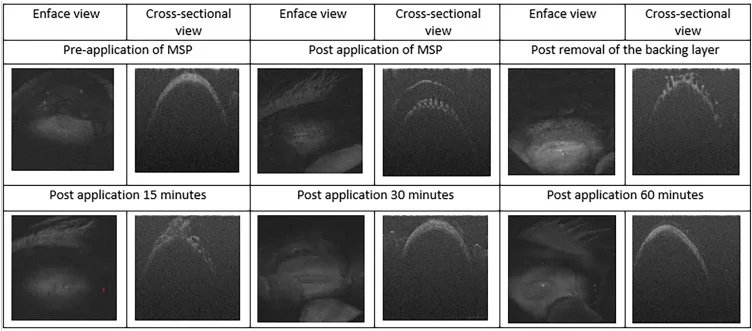 Enface view
Cross-sectional
view
Enface view
Cross-sectional
view
Enface view
Cross-sectional
view
Pre-application of MSP
Post application of MSP
Post removal of the backing layer
Post application 15 minutes
Post application 30 minutes
Post application 60 minutes